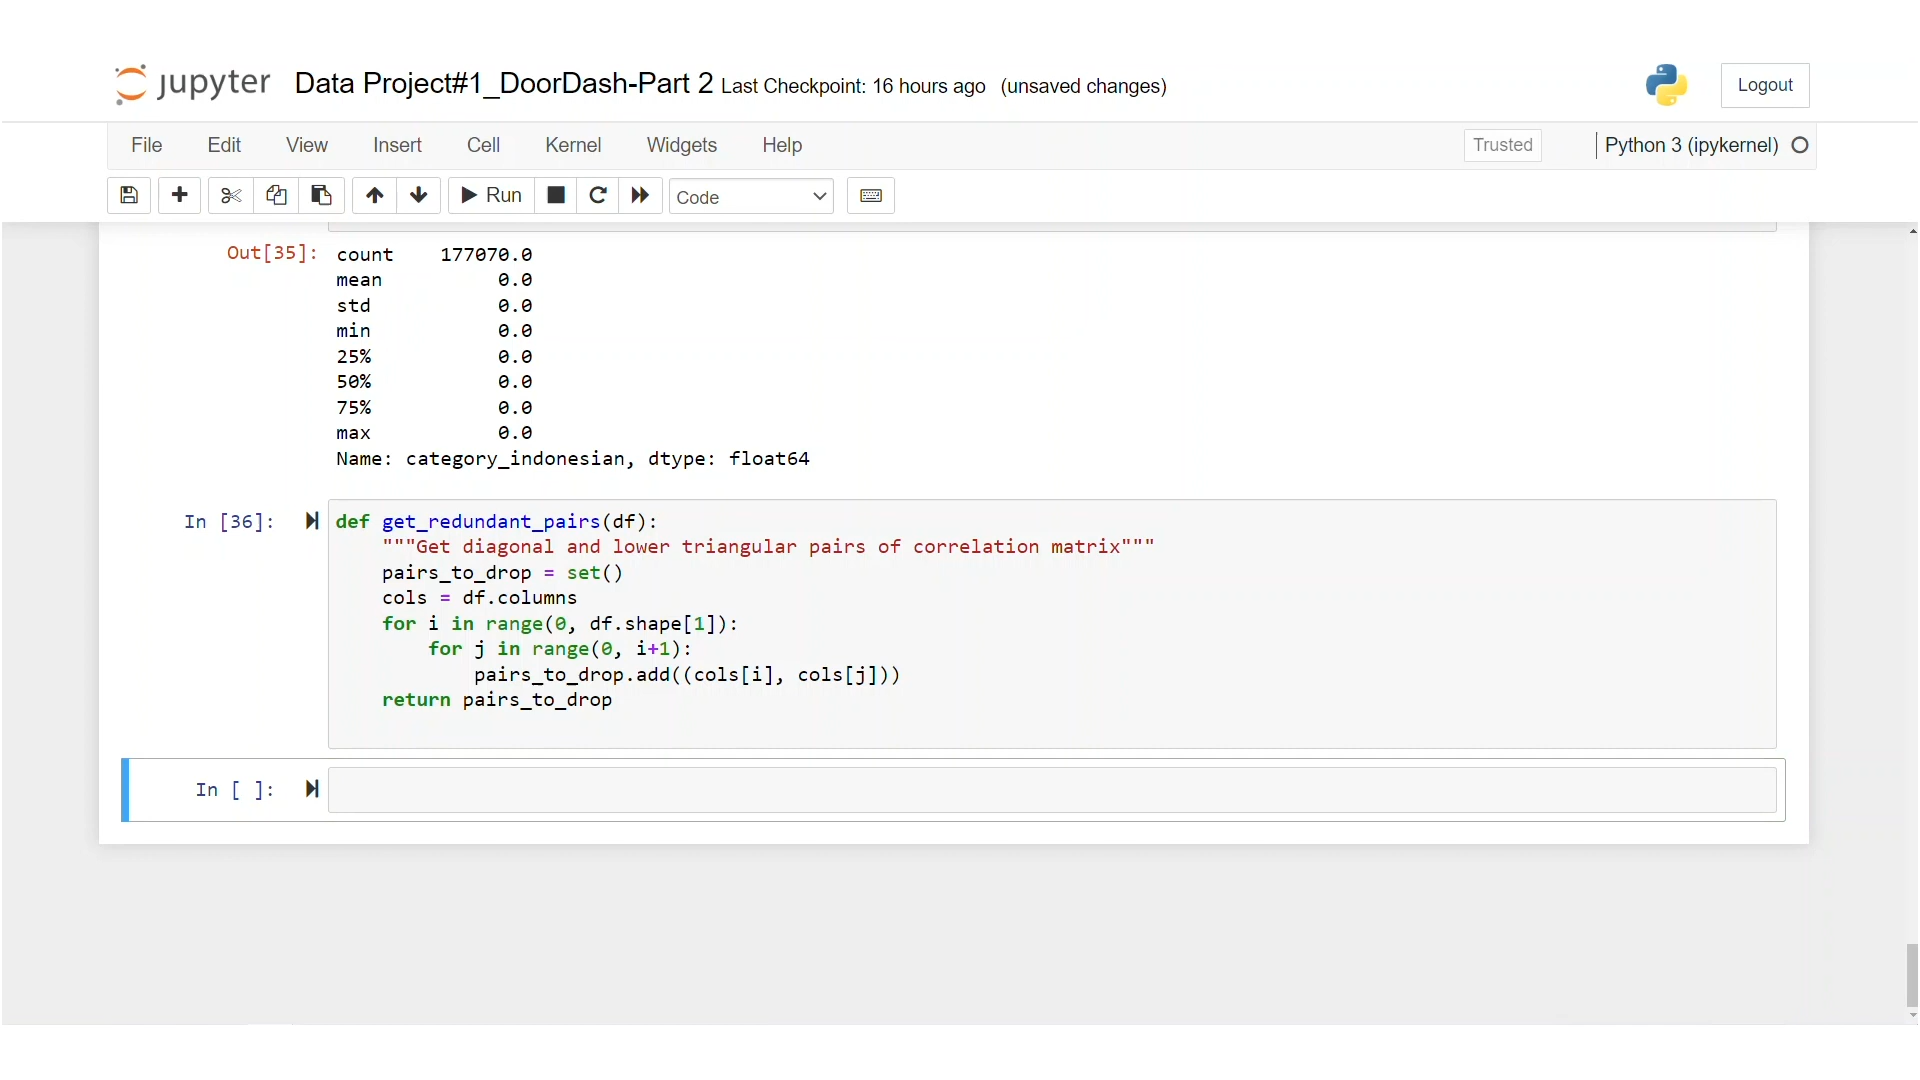 jupyter Data Project#1_DoorDash-Part 2 Last Checkpoint: 16 hours ago (unsaved changes) Logout
File Edit View Insert Cell Kernel Widgets Help Trusted Python 3 (ipykernel)
Run Code
Out[35]: count 177070.0
mean 0.0
std 0.0
min 0.0
25% 0.0
50% 0.0
75% 0.0
max 0.0
Name: category_indonesian, dtype: float64
In [36]: def get_redundant_pairs(df):
"""Get diagonal and lower triangular pairs of correlation matrix"""
pairs_to_drop = set()
cols = df.columns
for i in range(0, df.shape[1]):
for j in range(0, i+1):
pairs_to_drop.add((cols[i], cols[j]))
return pairs_to_drop
In [ ]: